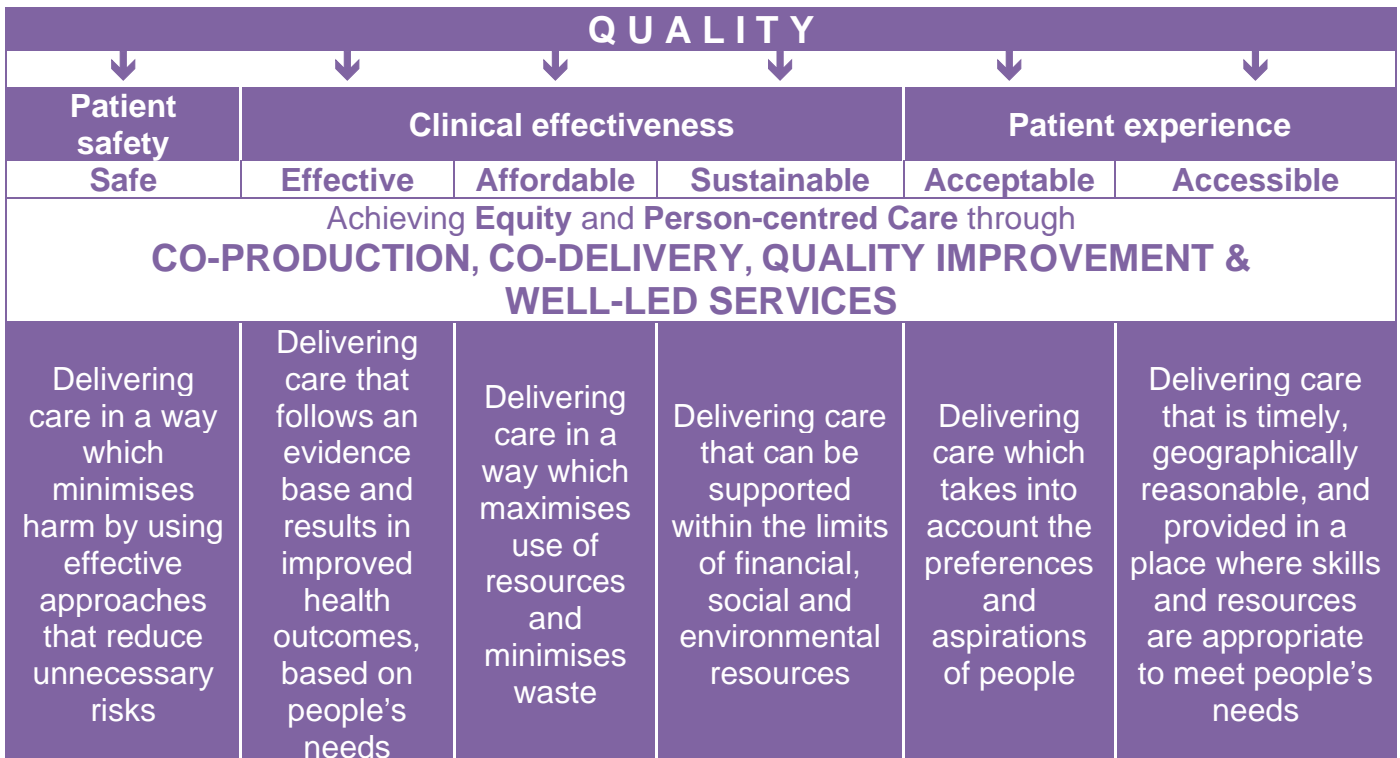 QUALITY
Patient
safety
Clinical effectiveness
Patient experience
Safe
Effective
Affordable
Sustainable
Acceptable
Accessible
Achieving Equity and Person-centred Care through
CO-PRODUCTION, CO-DELIVERY, QUALITY IMPROVEMENT &
WELL-LED SERVICES
Delivering
care in a way
which
minimises
harm by using
effective
approaches
that reduce
unnecessary
risks
Delivering
care that
follows an
evidence
base and
results in
improved
health
outcomes,
based on
people’s
needs
Delivering
care in a
way which
maximises
use of
resources
and
minimises
waste
Delivering care
that can be
supported
within the limits
of financial,
social and
environmental
resources
Delivering
care which
takes into
account the
preferences
and
aspirations
of people
Delivering care
that is timely,
geographically
reasonable, and
provided in a
place where skills
and resources
are appropriate
to meet people’s
needs